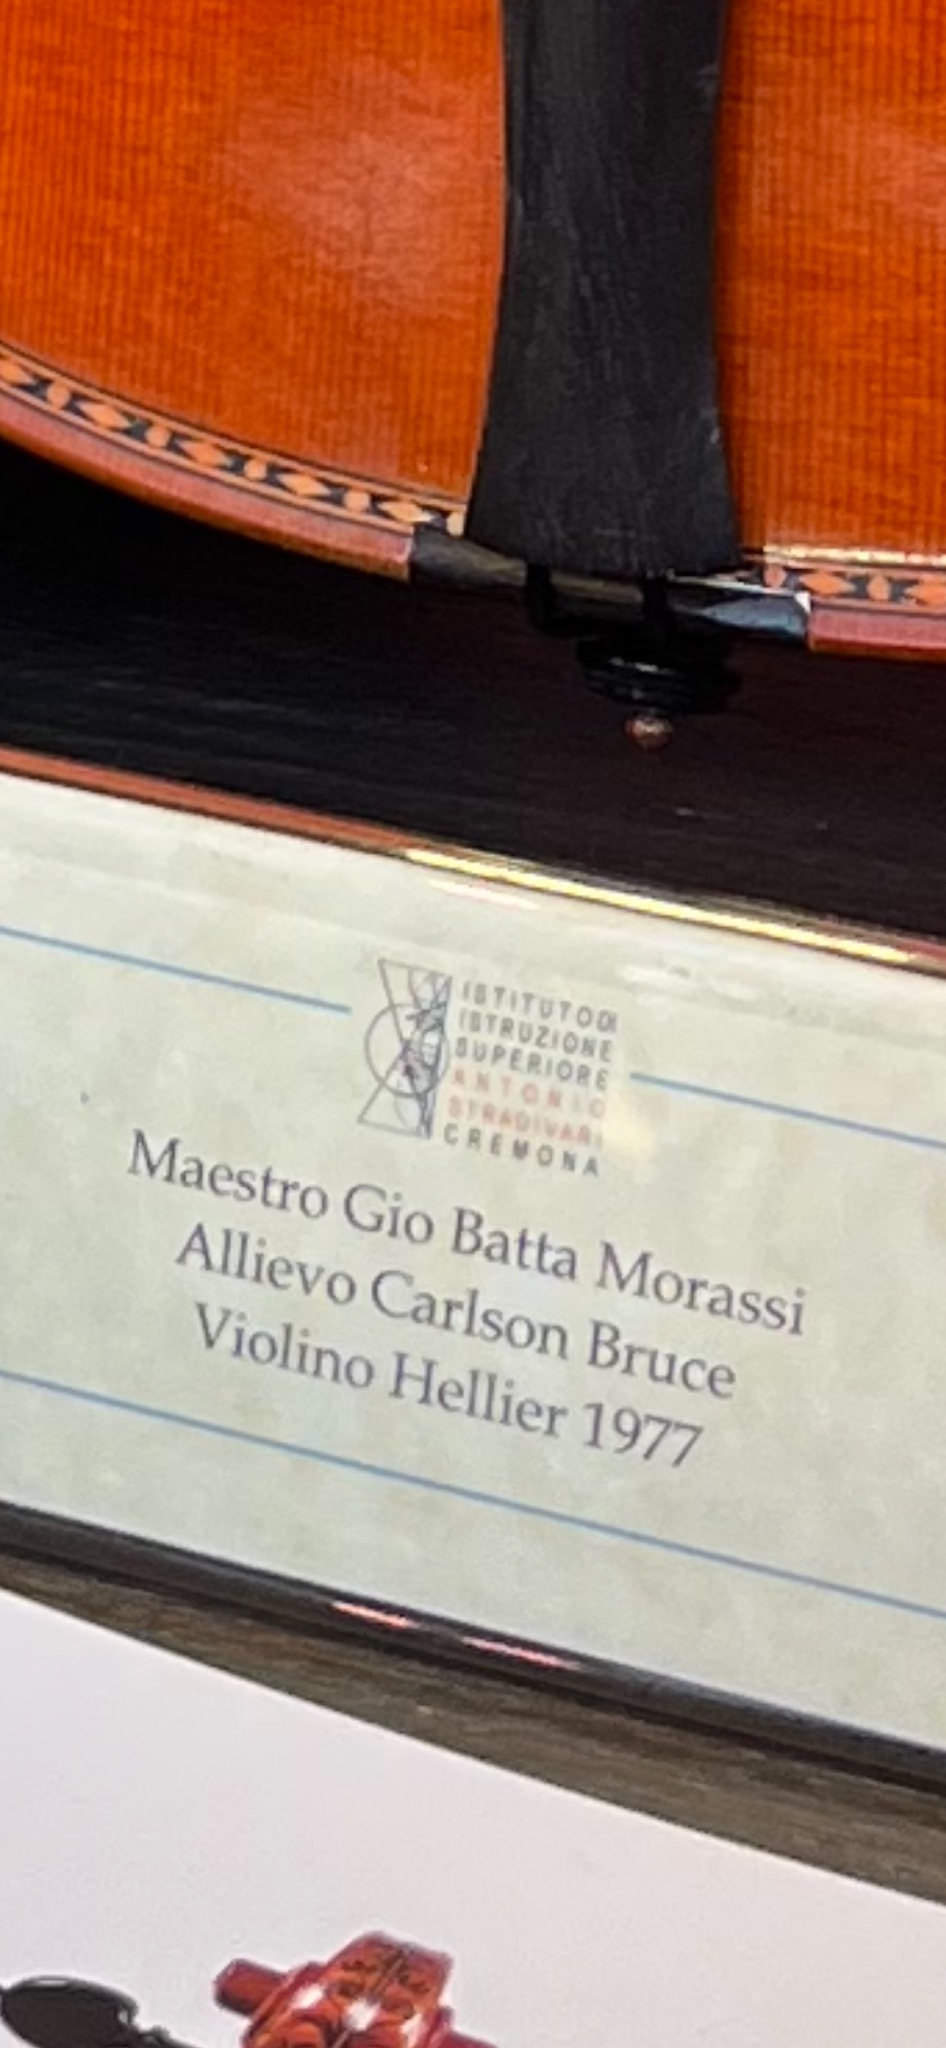 ISTITUTO DI
ISTRUZIONE
SUPERIORE
ANTONIO
STRADIVARI
CREMONA
Maestro Gio Batta Morassi
Allievo Carlson Bruce
Violino Hellier 1977